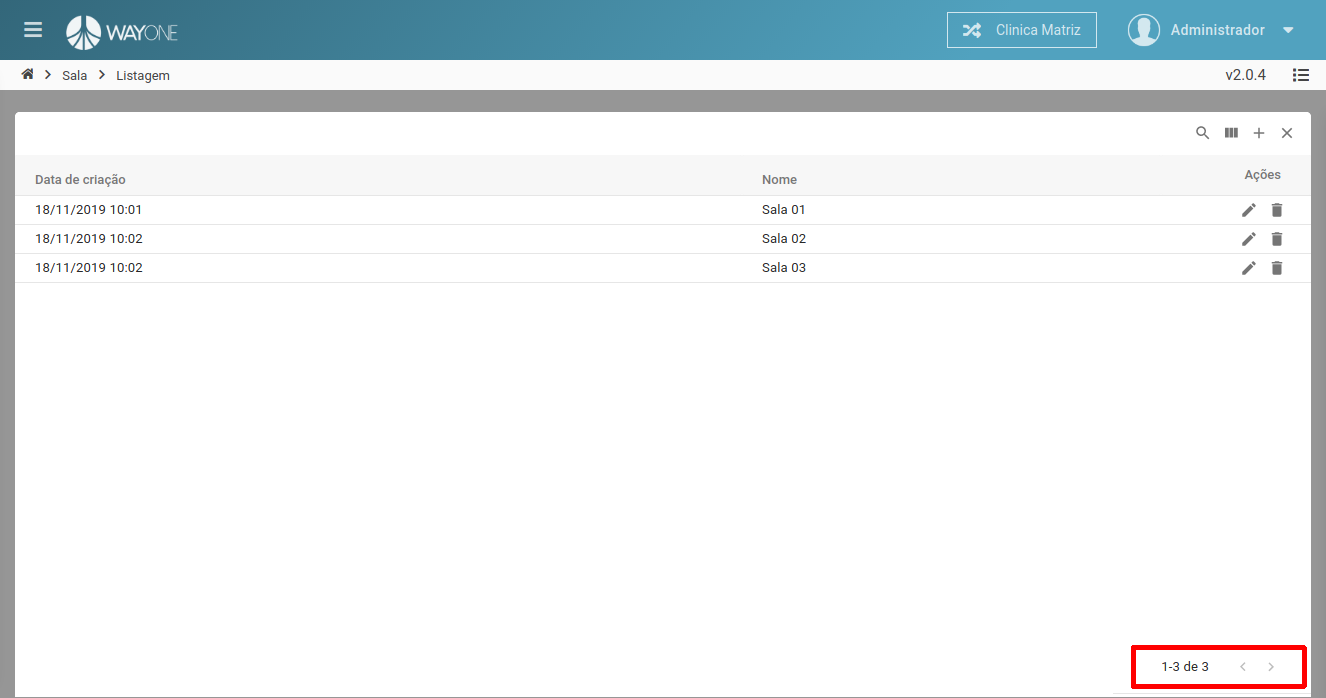 WAYONE
Clinica Matriz
Administrador
Sala
Listagem
v2.0.4
Data de criação Nome Ações
18/11/2019 10:01 Sala 01
18/11/2019 10:02 Sala 02
18/11/2019 10:02 Sala 03
1-3 de 3